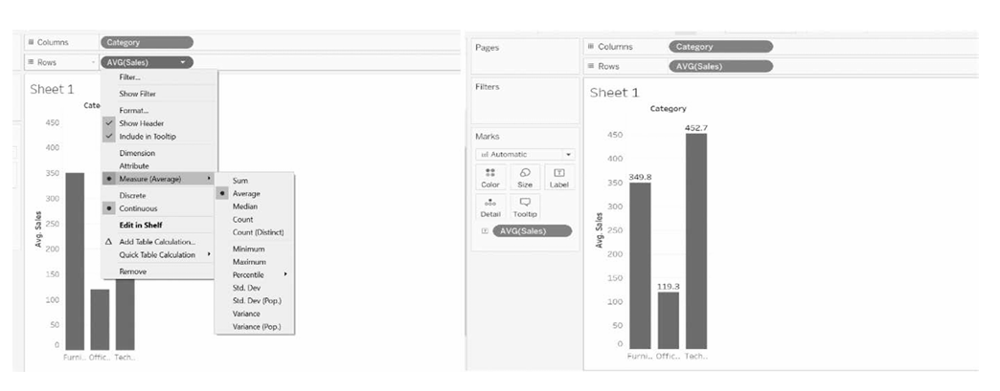 Columns
Category
Rows
AVG(Sales)
Filter...
Show Filter
Format...
Show Header
Include in Tooltip
Dimension
Attribute
Measure (Average)
Discrete
Continuous
Edit in Shelf
Add Table Calculation...
Quick Table Calculation
Remove
Sum
Average
Median
Count
Count (Distinct)
Minimum
Maximum
Percentile
Std. Dev
Std. Dev (Pop.)
Variance
Variance (Pop.)
Sheet 1
Cate
450
400
350
300
250
200
150
100
50
0
Avg. Sales
Furni.. Offic.. Tech..
Pages
Filters
Marks
Automatic
Color Size Label
Detail Tooltip
AVG(Sales)
Columns
Category
Rows
AVG(Sales)
Sheet 1
Category
450
400
350
300
250
200
150
100
50
0
Avg. Sales
349.8
119.3
452.7
Furni.. Offic.. Tech..